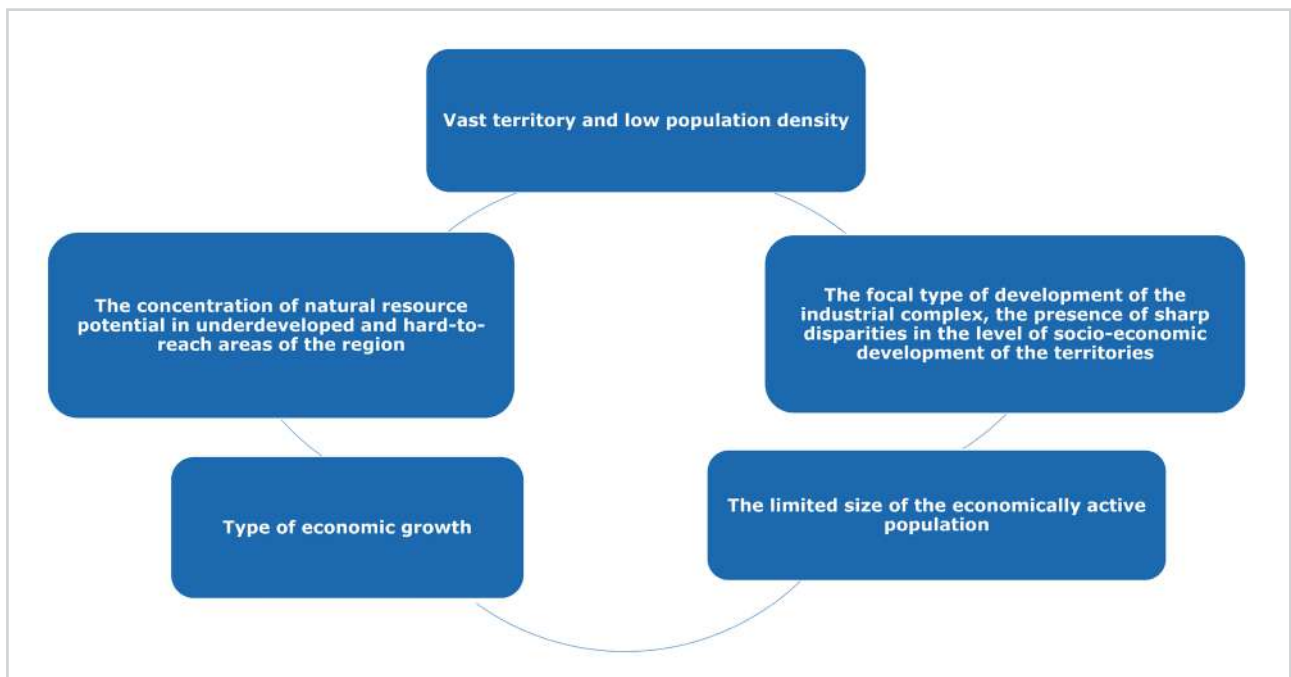 Vast territory and low population density
The concentration of natural resource
potential in underdeveloped and hard-to-
reach areas of the region
The focal type of development of the
industrial complex, the presence of sharp
disparities in the level of socio-economic
development of the territories
Type of economic growth
The limited size of the economically active
population